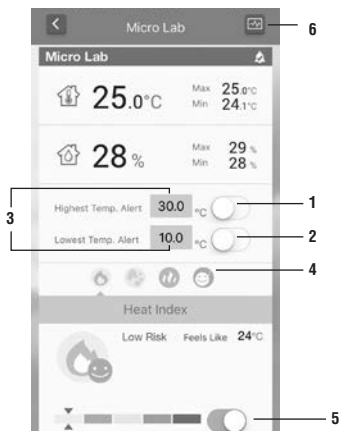 Micro Lab 6
Micro Lab
25.0°C Max 25.0°C
Min 24.1°C
28 % Max 29 %
Min 28 %
Highest Temp. Alert 30.0 °C 1
3
Lowest Temp. Alert 10.0 °C 2
4
Heat Index
Low Risk Feels Like 24°C
5